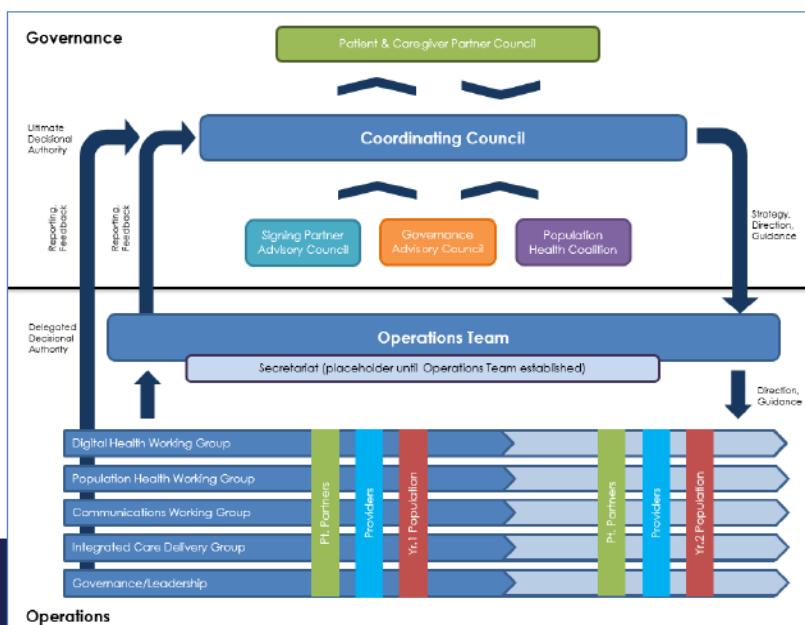 Governance
Patient & Caregiver Partner Council
Ultimate
Decisional
Authority
Coordinating Council
Reporting,
Feedback
Reporting,
Feedback
Signing Partner
Advisory Council
Governance
Advisory Council
Population
Health Coalition
Strategy,
Direction,
Guidance
Delegated
Decisional
Authority
Operations Team
Secretariat (placeholder until Operations Team established)
Direction,
Guidance
Digital Health Working Group
Population Health Working Group
Communications Working Group
Integrated Care Delivery Group
Governance/Leadership
Pt. Partners
Providers
Yr.1 Population
Pt. Partners
Providers
Yr.2 Population
Operations